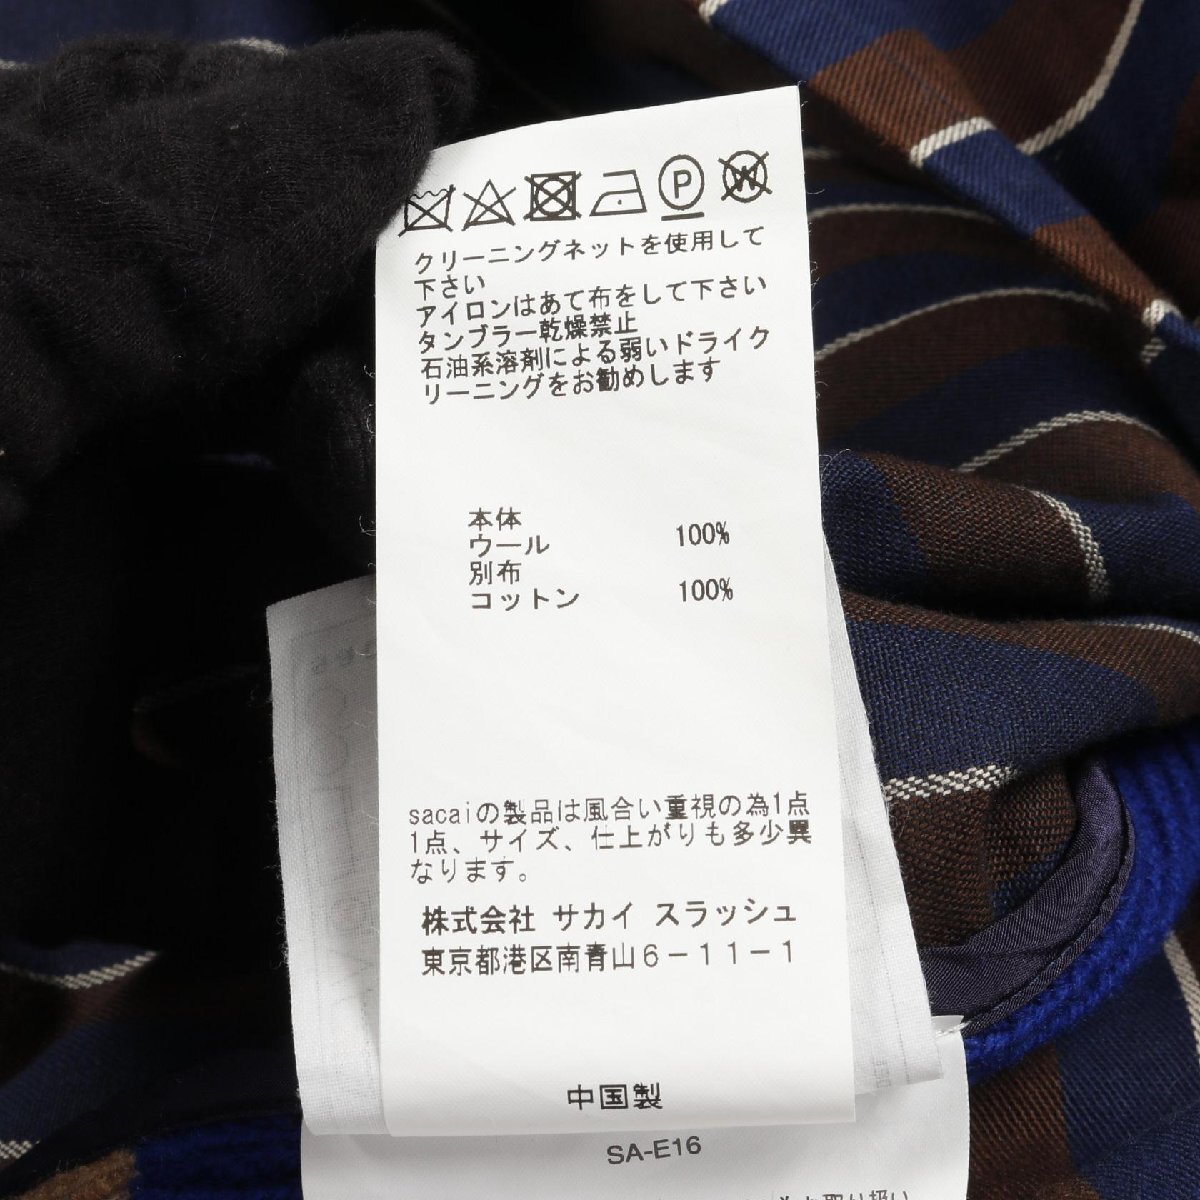 P
W
クリーニングネットを使用して
下さい
アイロンはあて布をして下さい
タンブラー乾燥禁止
石油系溶剤による弱いドライク
リーニングをお勧めします
本体
ウール 100%
別布
コットン 100%
sacaiの製品は風合い重視の為1点
1点、サイズ、仕上がりも多少異
なります。
株式会社 サカイ スラッシュ
東京都港区南青山6－11－1
中国製
SA-E16